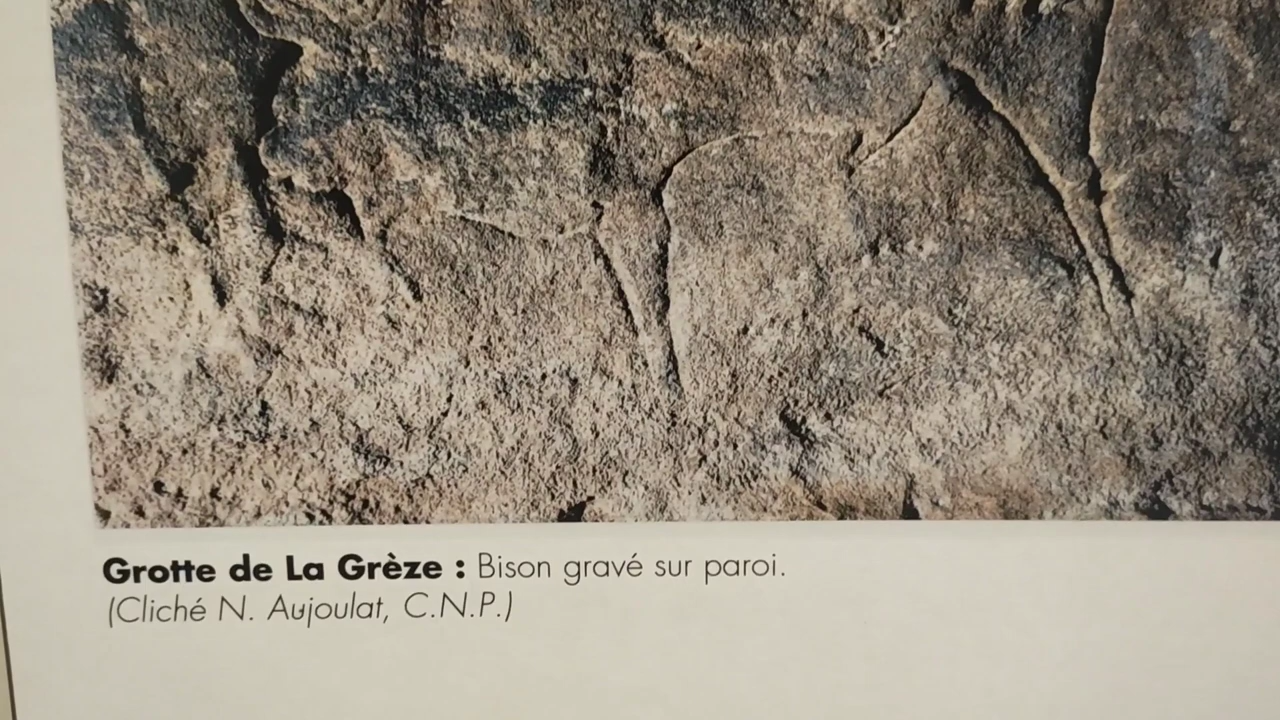 Grotte de La Grèze : Bison gravé sur paroi.
(Cliché N. Aujoulat, C.N.P.)